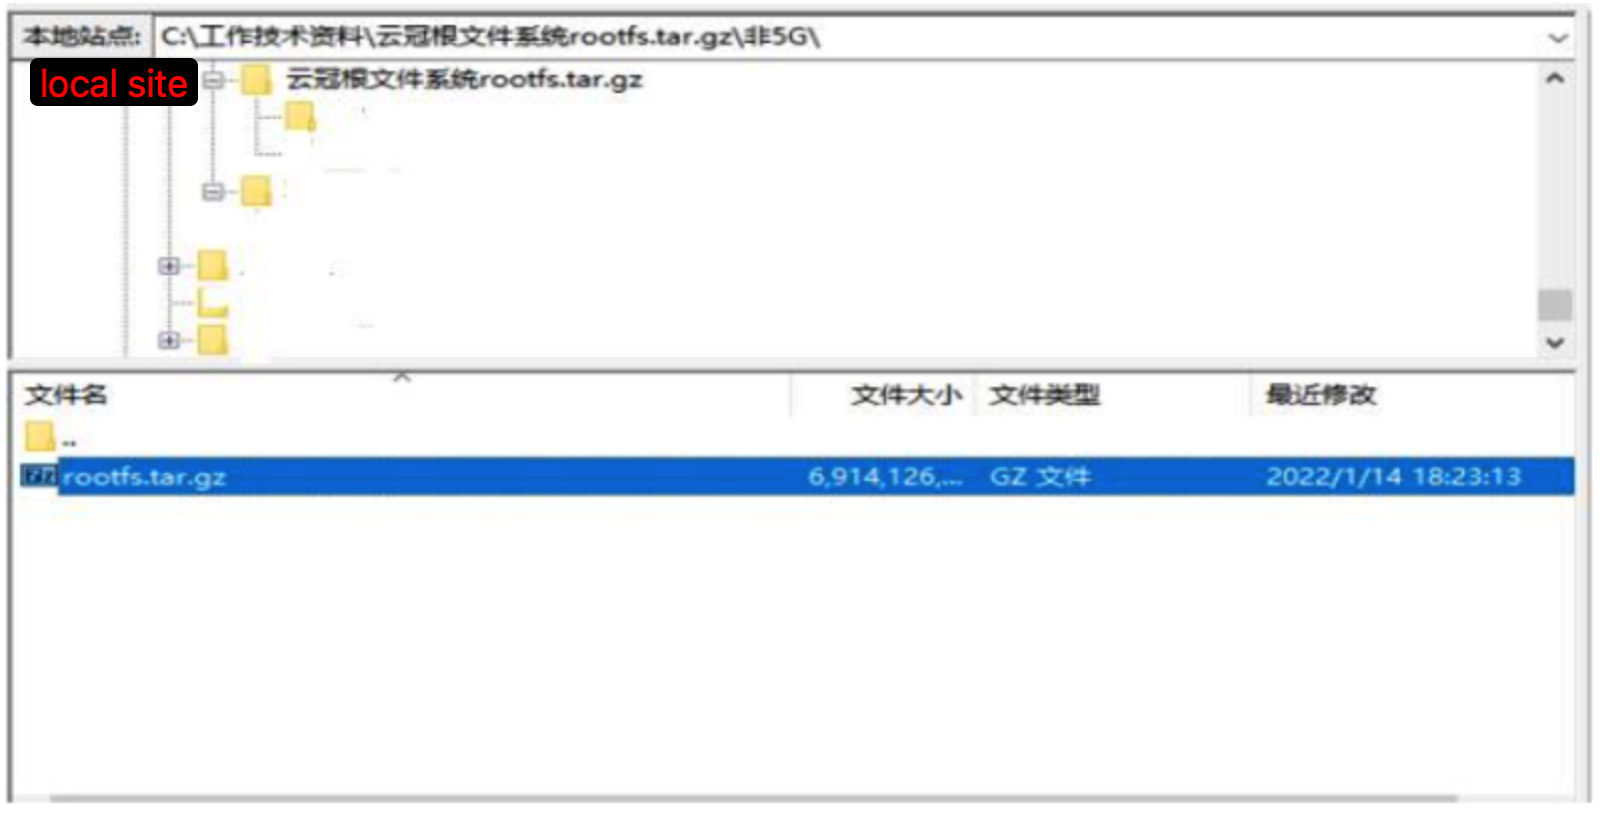 本地站点: C:\工作技术资料\云冠根文件系统rootfs.tar.gz\非5G\
local site
云冠根文件系统rootfs.tar.gz
文件名 文件大小 文件类型 最近修改
..
rootfs.tar.gz 6,914,126,... GZ 文件 2022/1/14 18:23:13